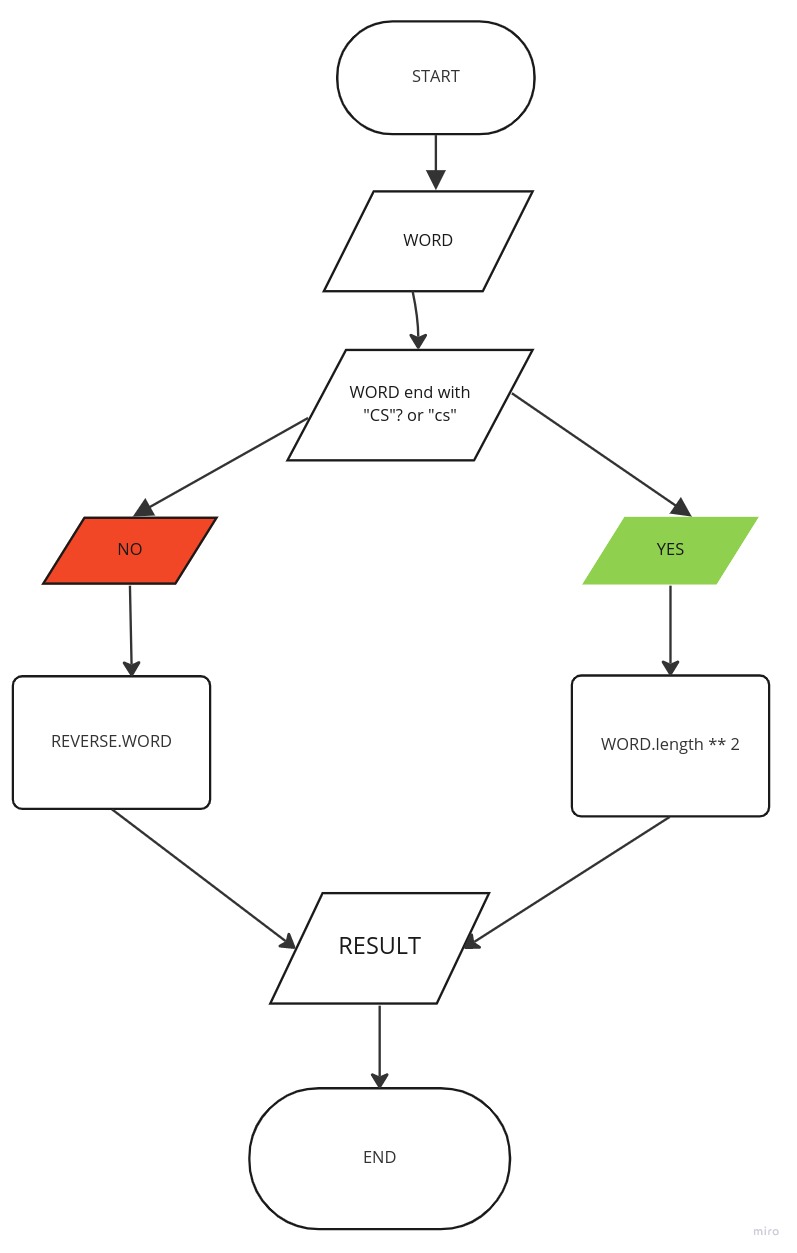 START
WORD
WORD end with
"CS"? or "cs"
NO
YES
REVERSE.WORD
WORD.length ** 2
RESULT
END
miro